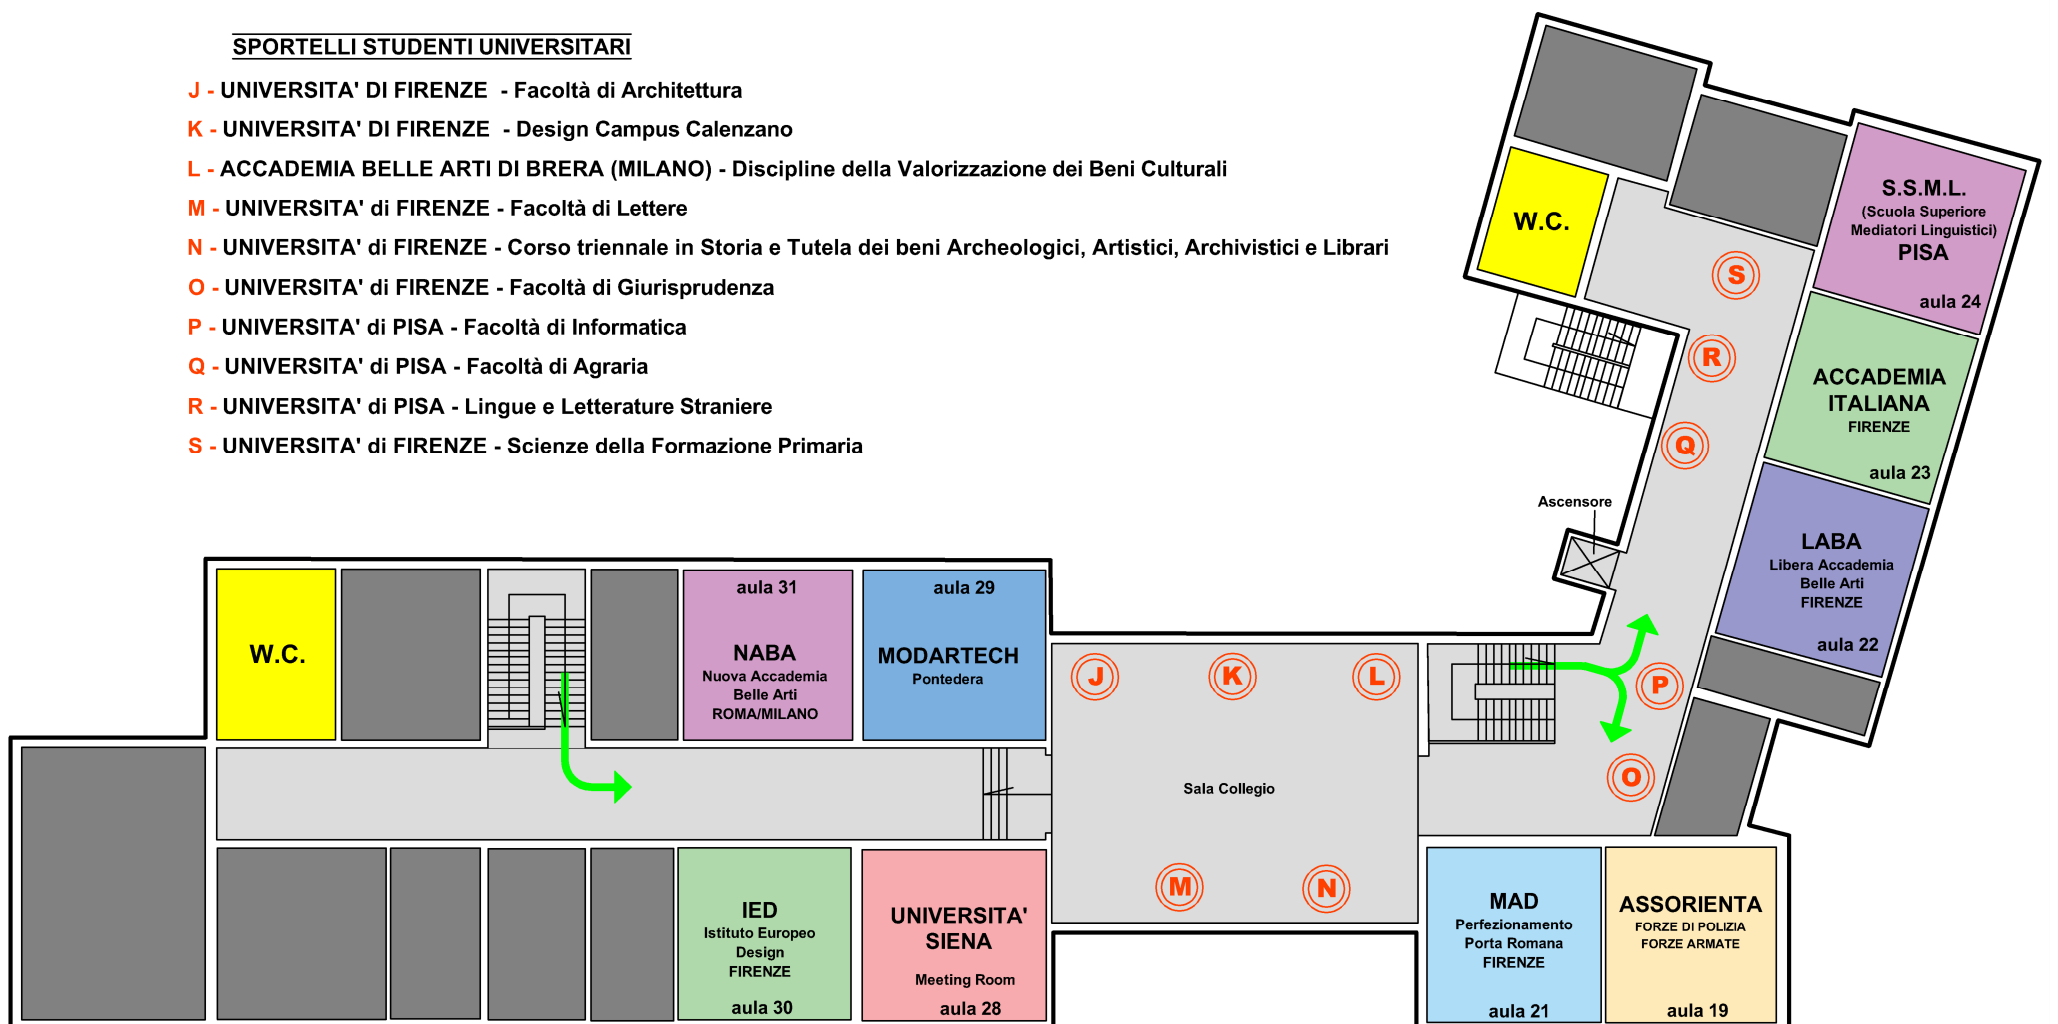 SPORTELLI STUDENTI UNIVERSITARI
J - UNIVERSITA' DI FIRENZE - Facoltà di Architettura
K - UNIVERSITA' DI FIRENZE - Design Campus Calenzano
L - ACCADEMIA BELLE ARTI DI BRERA (MILANO) - Discipline della Valorizzazione dei Beni Culturali
M - UNIVERSITA' di FIRENZE - Facoltà di Lettere
N - UNIVERSITA' di FIRENZE - Corso triennale in Storia e Tutela dei beni Archeologici, Artistici, Archivistici e Librari
O - UNIVERSITA' di FIRENZE - Facoltà di Giurisprudenza
P - UNIVERSITA' di PISA - Facoltà di Informatica
Q - UNIVERSITA' di PISA - Facoltà di Agraria
R - UNIVERSITA' di PISA - Lingue e Letterature Straniere
S - UNIVERSITA' di FIRENZE - Scienze della Formazione Primaria
W.C.
S.S.M.L.
(Scuola Superiore
Mediatori Linguistici)
PISA
aula 24
S
R
Q
ACCADEMIA
ITALIANA
FIRENZE
aula 23
Ascensore
LABA
Libera Accademia
Belle Arti
FIRENZE
aula 22
P
O
W.C.
aula 31
NABA
Nuova Accademia
Belle Arti
ROMA/MILANO
aula 29
MODARTECH
Pontedera
J
K
L
Sala Collegio
M
N
IED
Istituto Europeo
Design
FIRENZE
aula 30
UNIVERSITA'
SIENA
Meeting Room
aula 28
MAD
Perfezionamento
Porta Romana
FIRENZE
aula 21
ASSORIENTA
FORZE DI POLIZIA
FORZE ARMATE
aula 19